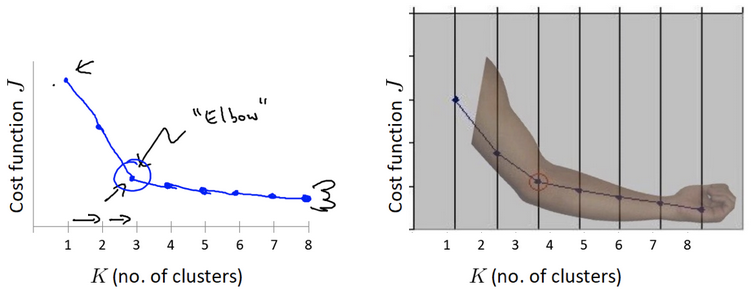 Cost function J
"Elbow"
1 2 3 4 5 6 7 8
K (no. of clusters)
Cost function J
1 2 3 4 5 6 7 8
K (no. of clusters)